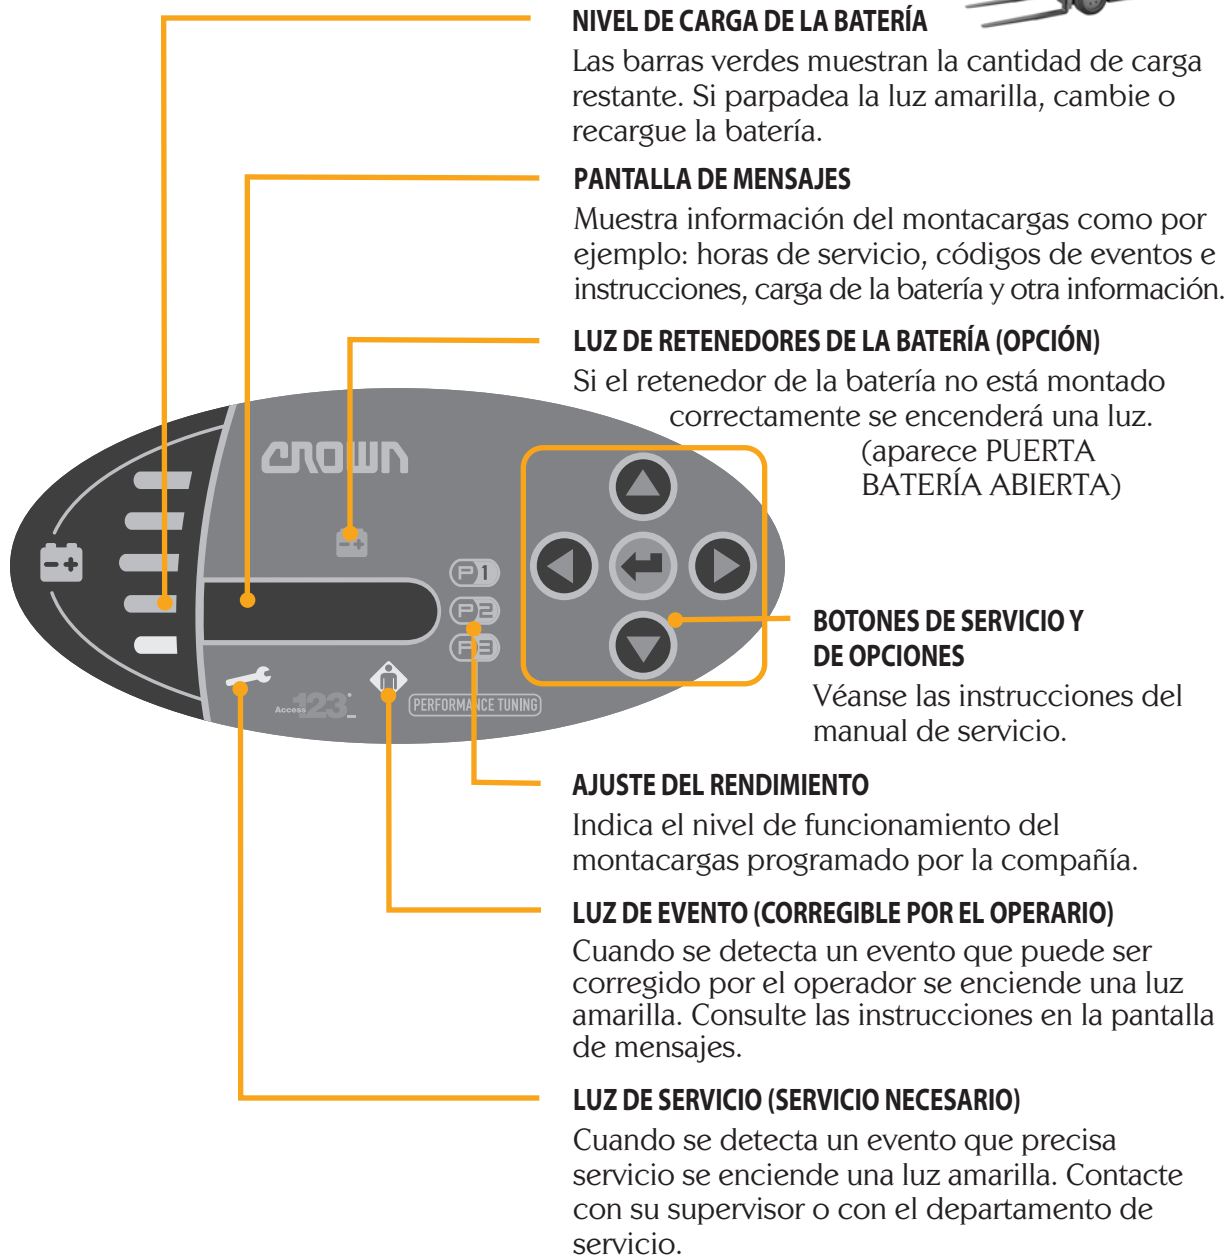 NIVEL DE CARGA DE LA BATERÍA
Las barras verdes muestran la cantidad de carga
restante. Si parpadea la luz amarilla, cambie o
recargue la batería.
PANTALLA DE MENSAJES
Muestra información del montacargas como por
ejemplo: horas de servicio, códigos de eventos e
instrucciones, carga de la batería y otra información.
LUZ DE RETENEDORES DE LA BATERÍA (OPCIÓN)
Si el retenedor de la batería no está montado
correctamente se encenderá una luz.
(aparece PUERTA
BATERÍA ABIERTA)
CROWN
P1
P2
P3
Access 123
PERFORMANCE TUNING
BOTONES DE SERVICIO Y
DE OPCIONES
Véanse las instrucciones del
manual de servicio.
AJUSTE DEL RENDIMIENTO
Indica el nivel de funcionamiento del
montacargas programado por la compañía.
LUZ DE EVENTO (CORREGIBLE POR EL OPERARIO)
Cuando se detecta un evento que puede ser
corregido por el operador se enciende una luz
amarilla. Consulte las instrucciones en la pantalla
de mensajes.
LUZ DE SERVICIO (SERVICIO NECESARIO)
Cuando se detecta un evento que precisa
servicio se enciende una luz amarilla. Contacte
con su supervisor o con el departamento de
servicio.